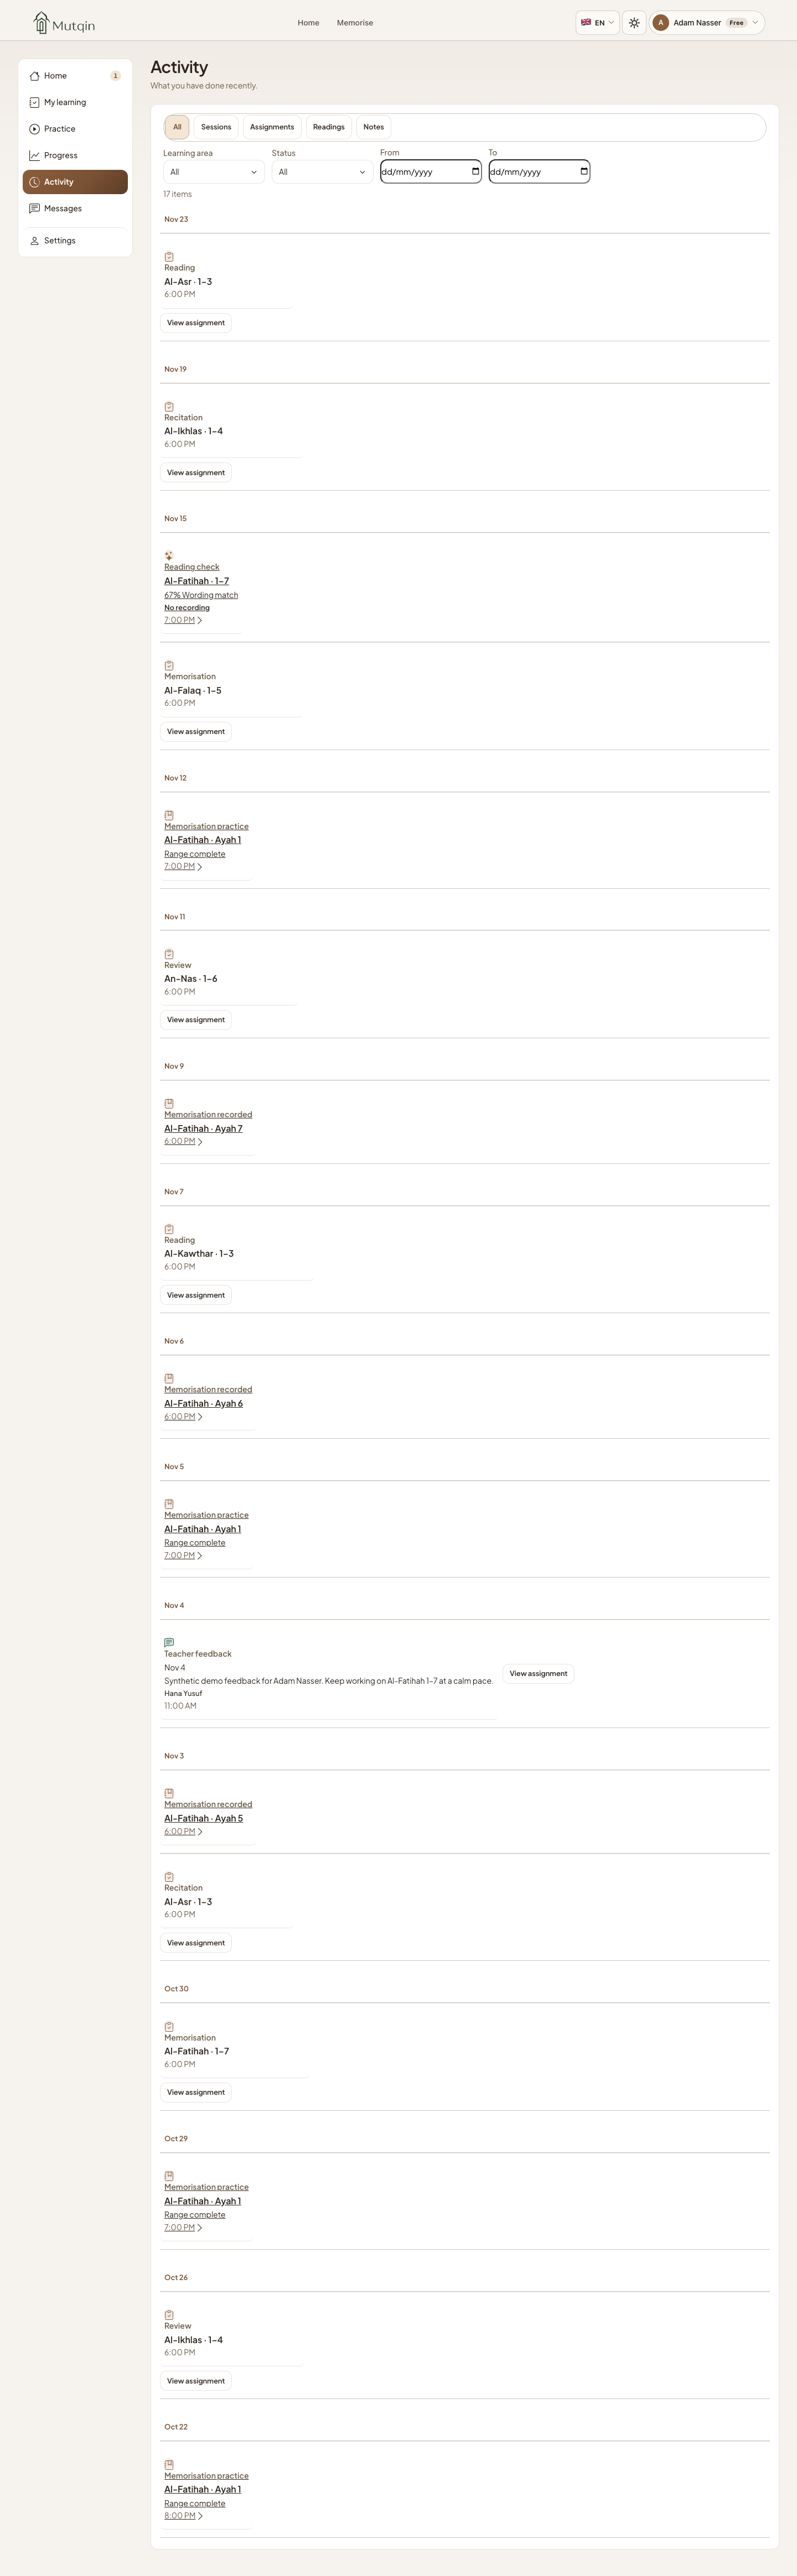 Mutqin
Home
Memorise
EN
A
Adam Nasser
Free
Home
1
My learning
Practice
Progress
Activity
Messages
Settings
Activity
What you have done recently.
All
Sessions
Assignments
Readings
Notes
Learning area
Status
From
To
All
All
dd/mm/yyyy
dd/mm/yyyy
17 items
Nov 23
Reading
Al-Asr · 1–3
6:00 PM
View assignment
Nov 19
Recitation
Al-Ikhlas · 1–4
6:00 PM
View assignment
Nov 15
Reading check
Al-Fatihah · 1–7
67% Wording match
No recording
7:00 PM
Memorisation
Al-Falaq · 1–5
6:00 PM
View assignment
Nov 12
Memorisation practice
Al-Fatihah · Ayah 1
Range complete
7:00 PM
Nov 11
Review
An-Nas · 1–6
6:00 PM
View assignment
Nov 9
Memorisation recorded
Al-Fatihah · Ayah 7
6:00 PM
Nov 7
Reading
Al-Kawthar · 1–3
6:00 PM
View assignment
Nov 6
Memorisation recorded
Al-Fatihah · Ayah 6
6:00 PM
Nov 5
Memorisation practice
Al-Fatihah · Ayah 1
Range complete
7:00 PM
Nov 4
Teacher feedback
Nov 4
Synthetic demo feedback for Adam Nasser. Keep working on Al-Fatihah 1–7 at a calm pace.
Hana Yusuf
11:00 AM
View assignment
Nov 3
Memorisation recorded
Al-Fatihah · Ayah 5
6:00 PM
Recitation
Al-Asr · 1–3
6:00 PM
View assignment
Oct 30
Memorisation
Al-Fatihah · 1–7
6:00 PM
View assignment
Oct 29
Memorisation practice
Al-Fatihah · Ayah 1
Range complete
7:00 PM
Oct 26
Review
Al-Ikhlas · 1–4
6:00 PM
View assignment
Oct 22
Memorisation practice
Al-Fatihah · Ayah 1
Range complete
8:00 PM